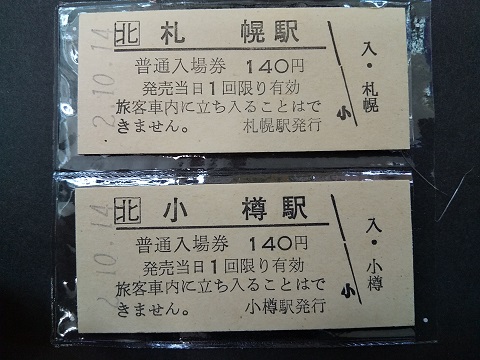 2.10.14
北 札幌駅
普通入場券 140円
発売当日1回限り有効
旅客車内に立ち入ることはで
きません。 札幌駅発行
小
入・札幌
2.10.14
北 小樽駅
普通入場券 140円
発売当日1回限り有効
旅客車内に立ち入ることはで
きません。 小樽駅発行
小
入・小樽